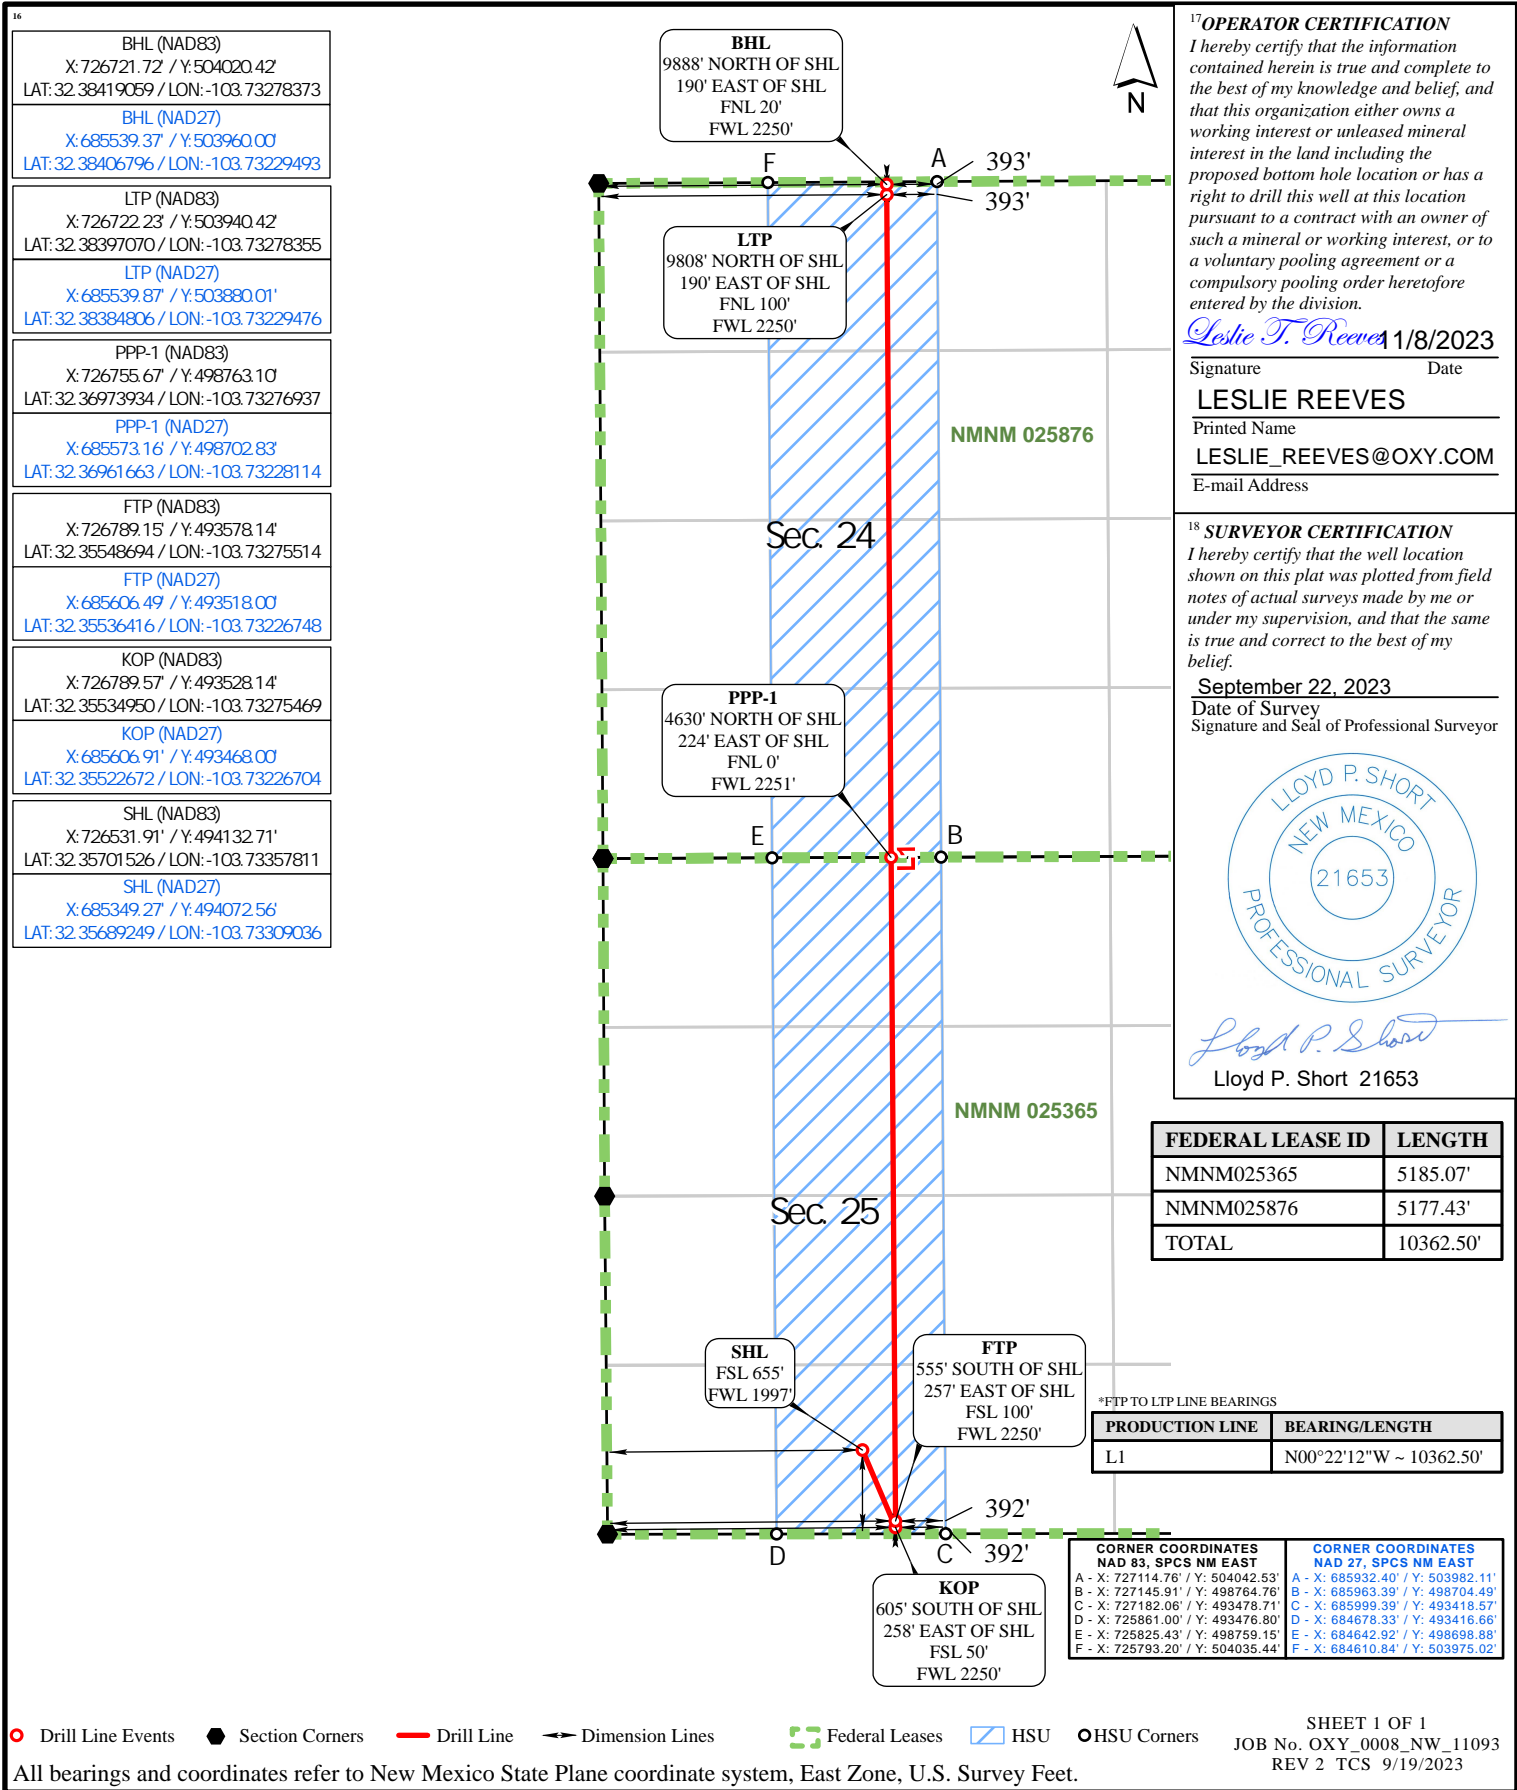 16
BHL (NAD83)
X:726721.72' / Y:504020.42'
LAT:32.38419059 / LON:-103.73278373
BHL (NAD27)
X:685539.37' / Y:503960.00'
LAT:32.38406796 / LON:-103.73229493
LTP (NAD83)
X:726722.23' / Y:503940.42'
LAT:32.38397070 / LON:-103.73278355
LTP (NAD27)
X:685539.87' / Y:503880.01'
LAT:32.38384806 / LON:-103.73229476
PPP-1 (NAD83)
X:726755.67' / Y:498763.10'
LAT:32.36973934 / LON:-103.73276937
PPP-1 (NAD27)
X:685573.16' / Y:498702.83'
LAT:32.36961663 / LON:-103.73228114
FTP (NAD83)
X:726789.15' / Y:493578.14'
LAT:32.35548694 / LON:-103.73275514
FTP (NAD27)
X:685606.49' / Y:493518.00'
LAT:32.35536416 / LON:-103.73226748
KOP (NAD83)
X:726789.57' / Y:493528.14'
LAT:32.35534950 / LON:-103.73275469
KOP (NAD27)
X:685606.91' / Y:493468.00'
LAT:32.35522672 / LON:-103.73226704
SHL (NAD83)
X:726531.91' / Y:494132.71'
LAT:32.35701526 / LON:-103.73357811
SHL (NAD27)
X:685349.27' / Y:494072.56'
LAT:32.35689249 / LON:-103.73309036
BHL
9888' NORTH OF SHL
190' EAST OF SHL
FNL 20'
FWL 2250'
N
F
A
393'
393'
LTP
9808' NORTH OF SHL
190' EAST OF SHL
FNL 100'
FWL 2250'
NMNM 025876
Sec. 24
PPP-1
4630' NORTH OF SHL
224' EAST OF SHL
FNL 0'
FWL 2251'
E
B
L1
NMNM 025365
Sec. 25
SHL
FSL 655'
FWL 1997'
FTP
555' SOUTH OF SHL
257' EAST OF SHL
FSL 100'
FWL 2250'
392'
392'
D
C
KOP
605' SOUTH OF SHL
258' EAST OF SHL
FSL 50'
FWL 2250'
17 OPERATOR CERTIFICATION
I hereby certify that the information
contained herein is true and complete to
the best of my knowledge and belief, and
that this organization either owns a
working interest or unleased mineral
interest in the land including the
proposed bottom hole location or has a
right to drill this well at this location
pursuant to a contract with an owner of
such a mineral or working interest, or to
a voluntary pooling agreement or a
compulsory pooling order heretofore
entered by the division.
Leslie T. Reeves 11/8/2023
Signature Date
LESLIE REEVES
Printed Name
LESLIE_REEVES@OXY.COM
E-mail Address
18 SURVEYOR CERTIFICATION
I hereby certify that the well location
shown on this plat was plotted from field
notes of actual surveys made by me or
under my supervision, and that the same
is true and correct to the best of my
belief.
September 22, 2023
Date of Survey
Signature and Seal of Professional Surveyor
LLOYD P. SHORT
NEW MEXICO
21653
PROFESSIONAL SURVEYOR
Lloyd P. Short
Lloyd P. Short 21653
FEDERAL LEASE ID LENGTH
NMNM025365 5185.07'
NMNM025876 5177.43'
TOTAL 10362.50'
*FTP TO LTP LINE BEARINGS
PRODUCTION LINE BEARING/LENGTH
L1 N00°22'12"W ~ 10362.50'
CORNER COORDINATES
NAD 83, SPCS NM EAST
A - X: 727114.76' / Y: 504042.53'
B - X: 727145.91' / Y: 498764.76'
C - X: 727182.06' / Y: 493478.71'
D - X: 725861.00' / Y: 493476.80'
E - X: 725825.43' / Y: 498759.15'
F - X: 725793.20' / Y: 504035.44'
CORNER COORDINATES
NAD 27, SPCS NM EAST
A - X: 685932.40' / Y: 503982.11'
B - X: 685963.39' / Y: 498704.49'
C - X: 685999.39' / Y: 493418.57'
D - X: 684678.33' / Y: 493416.66'
E - X: 684642.92' / Y: 498698.88'
F - X: 684610.84' / Y: 503975.02'
Drill Line Events Section Corners Drill Line Dimension Lines Federal Leases HSU HSU Corners
SHEET 1 OF 1
JOB No. OXY_0008_NW_11093
REV 2 TCS 9/19/2023
All bearings and coordinates refer to New Mexico State Plane coordinate system, East Zone, U.S. Survey Feet.